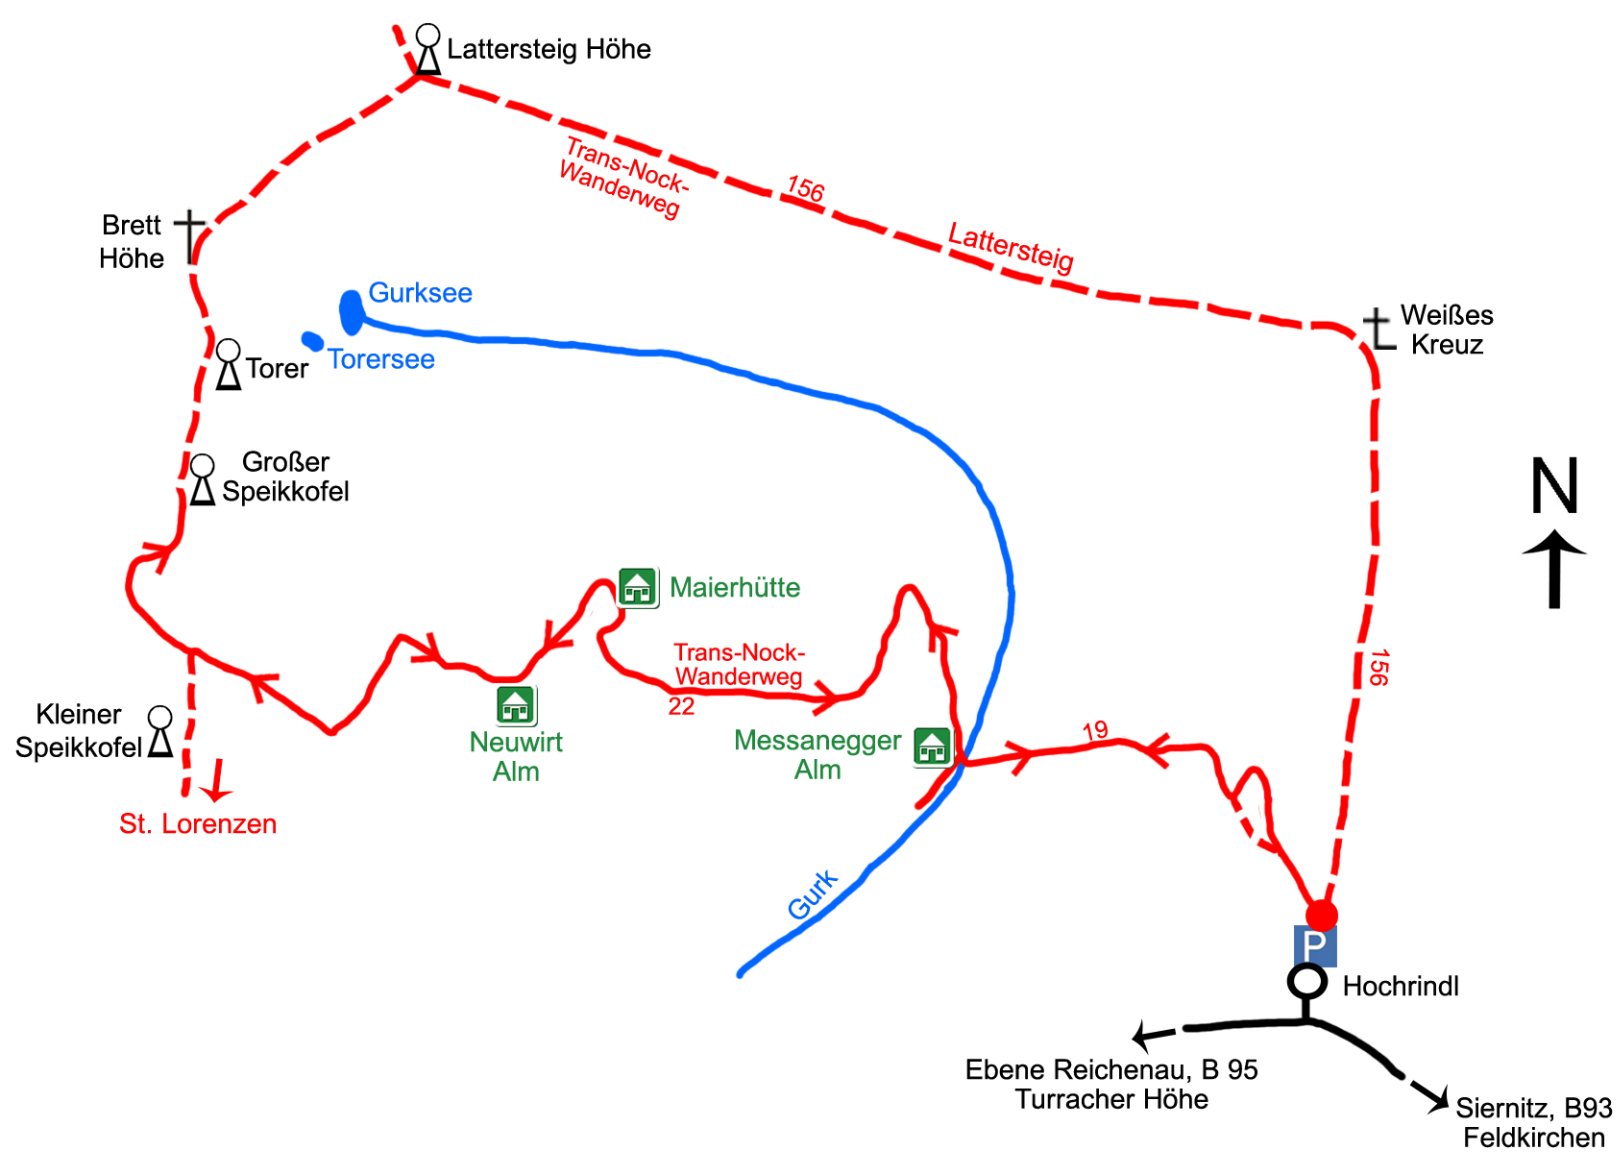 Lattersteig Höhe
Trans-Nock-
Wanderweg
156
Lattersteig
Brett
Höhe
Gurksee
Torersee
Torer
Weißes
Kreuz
Großer
Speikkofel
N
Maierhütte
Trans-Nock-
Wanderweg
22
156
Kleiner
Speikkofel
Neuwirt
Alm
Messanegger
Alm
19
St. Lorenzen
Gurk
P
Hochrindl
Ebene Reichenau, B 95
Turracher Höhe
Siernitz, B93
Feldkirchen